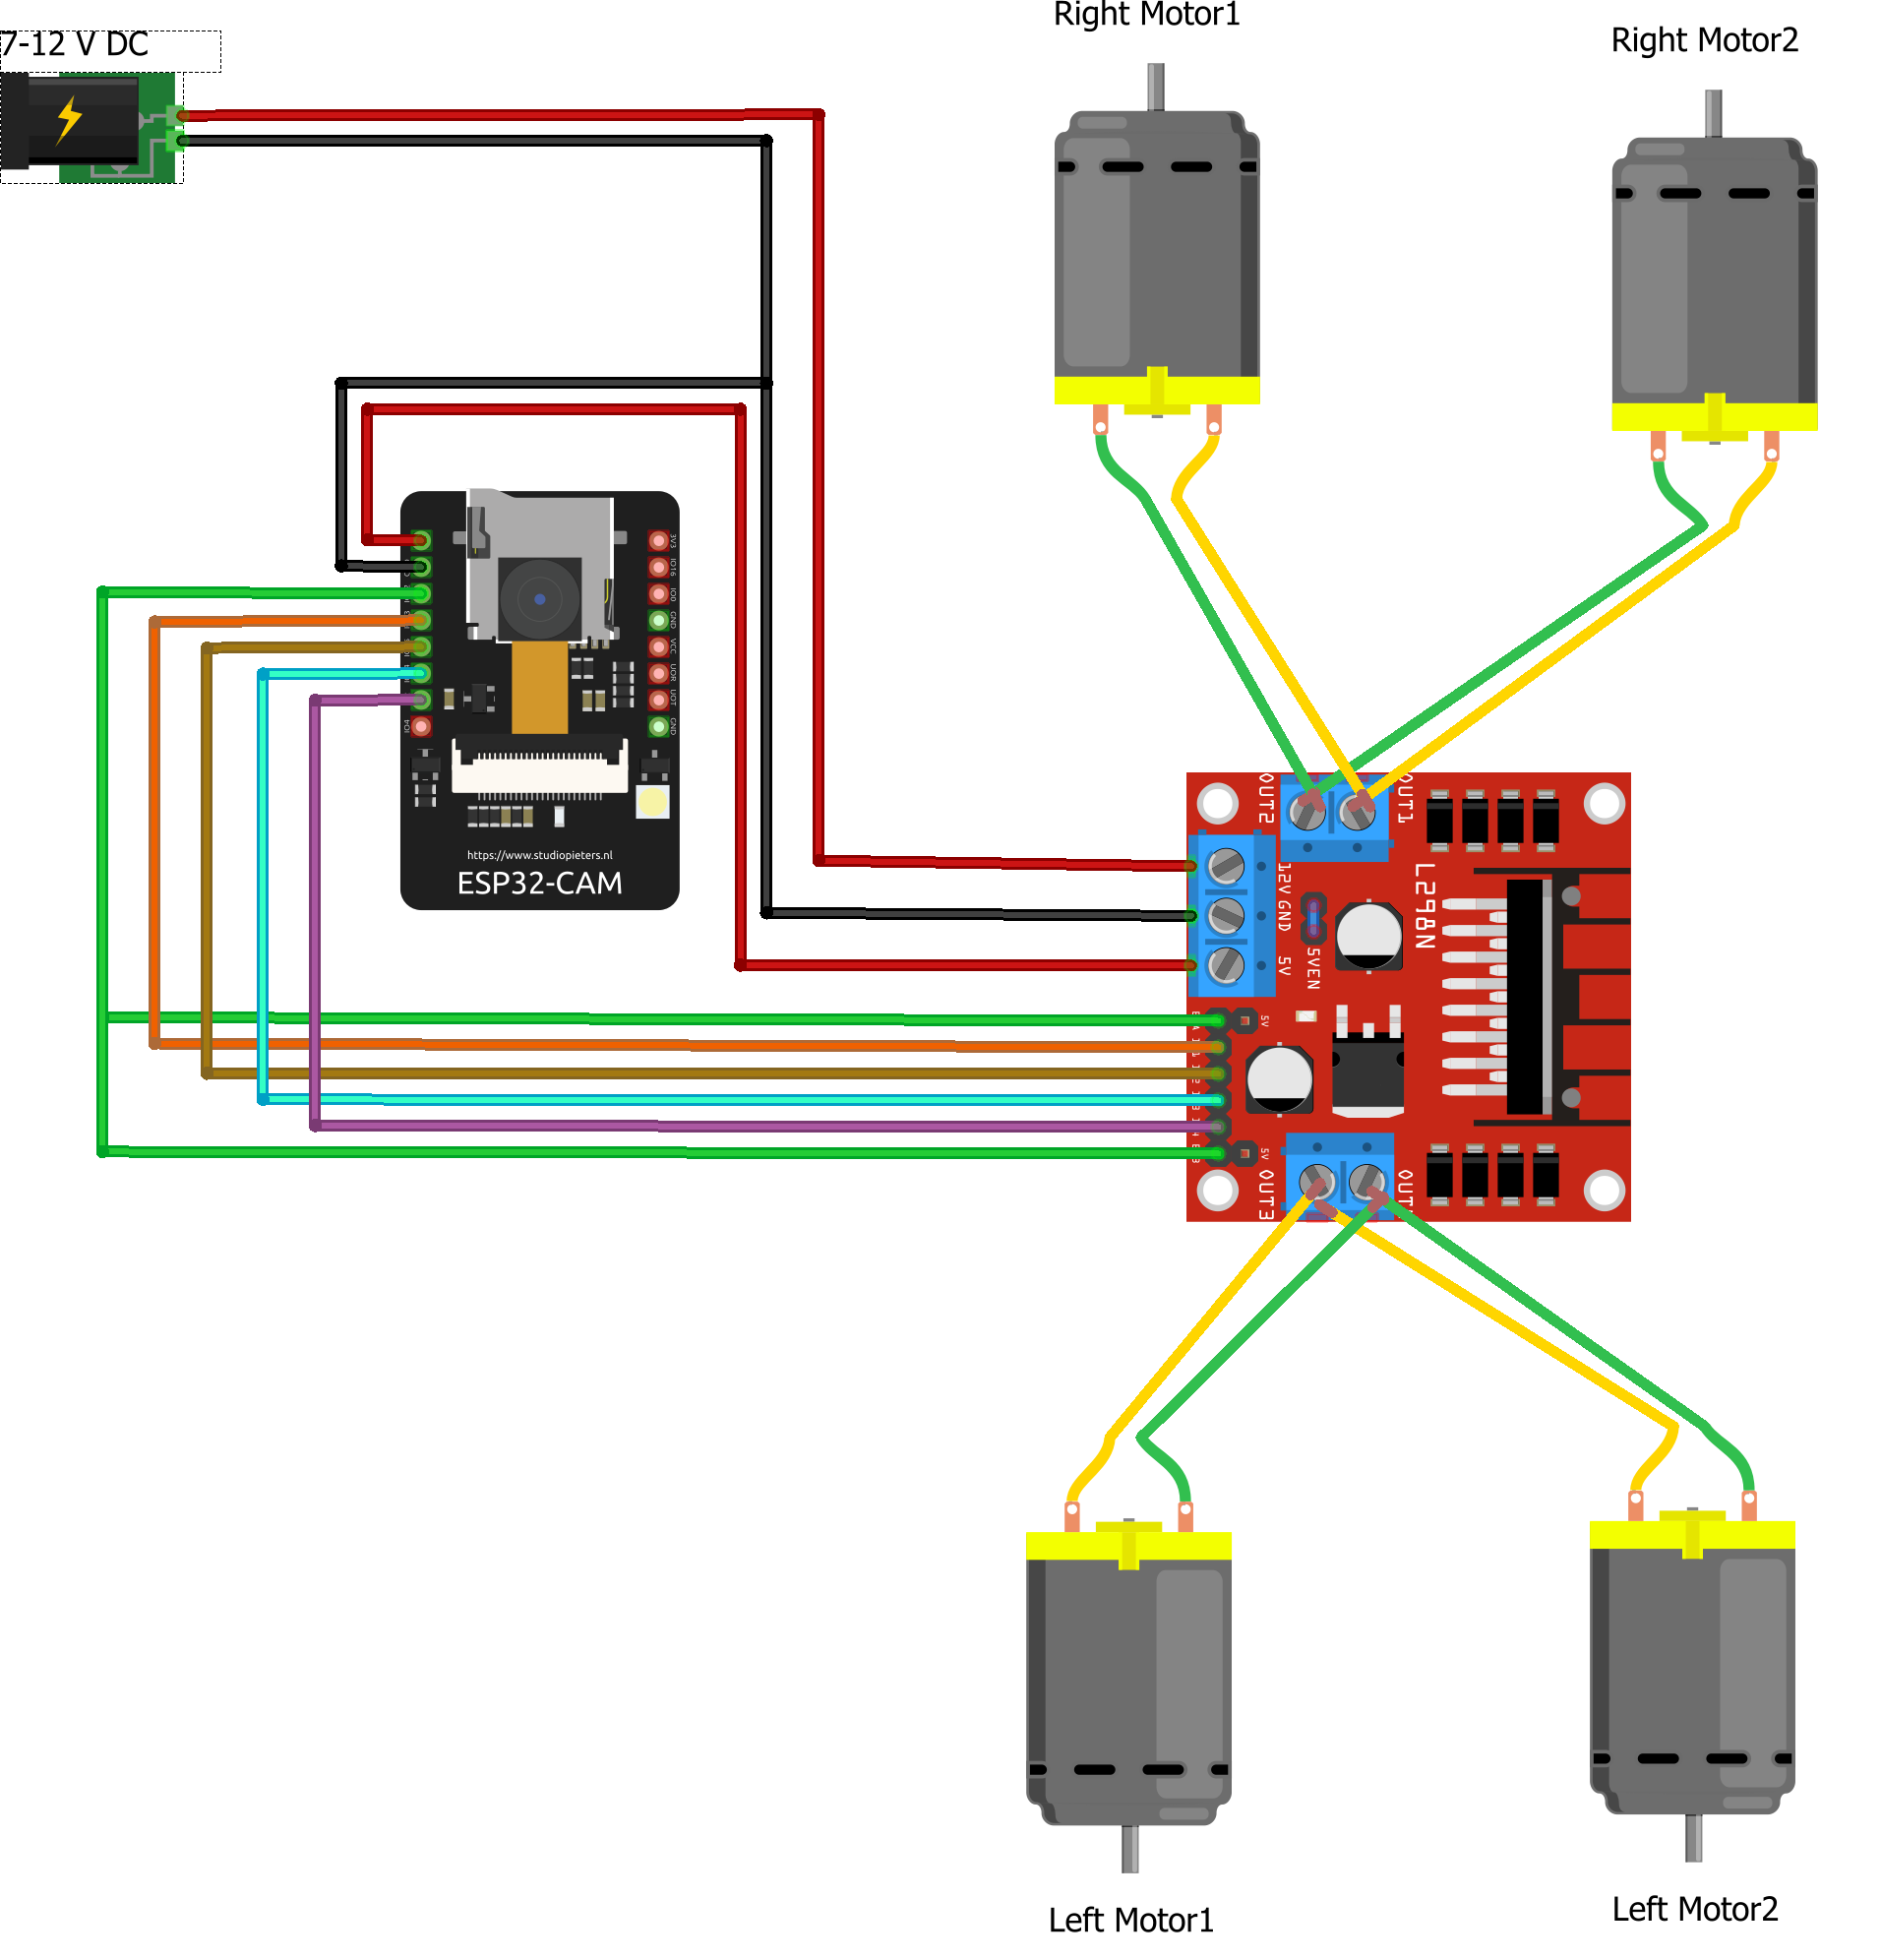 Right Motor1
7-12 V DC
Right Motor2
3V3
IO16
IO0
GND
VCC
UOR
UOT
IO4
GND
https://www.studiopieters.nl
ESP32-CAM
OUT2
OUT1
12V
GND
5V
5VEN
L298N
5V
5V
OUT3
Left Motor1
Left Motor2